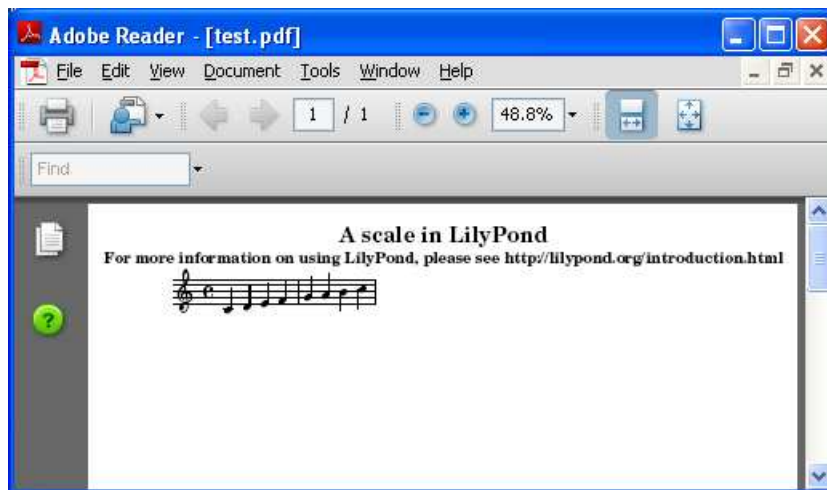 Adobe Reader - [test.pdf]
File Edit View Document Tools Window Help
1 / 1 48.8%
Find
A scale in LilyPond
For more information on using LilyPond, please see http://lilypond.org/introduction.html